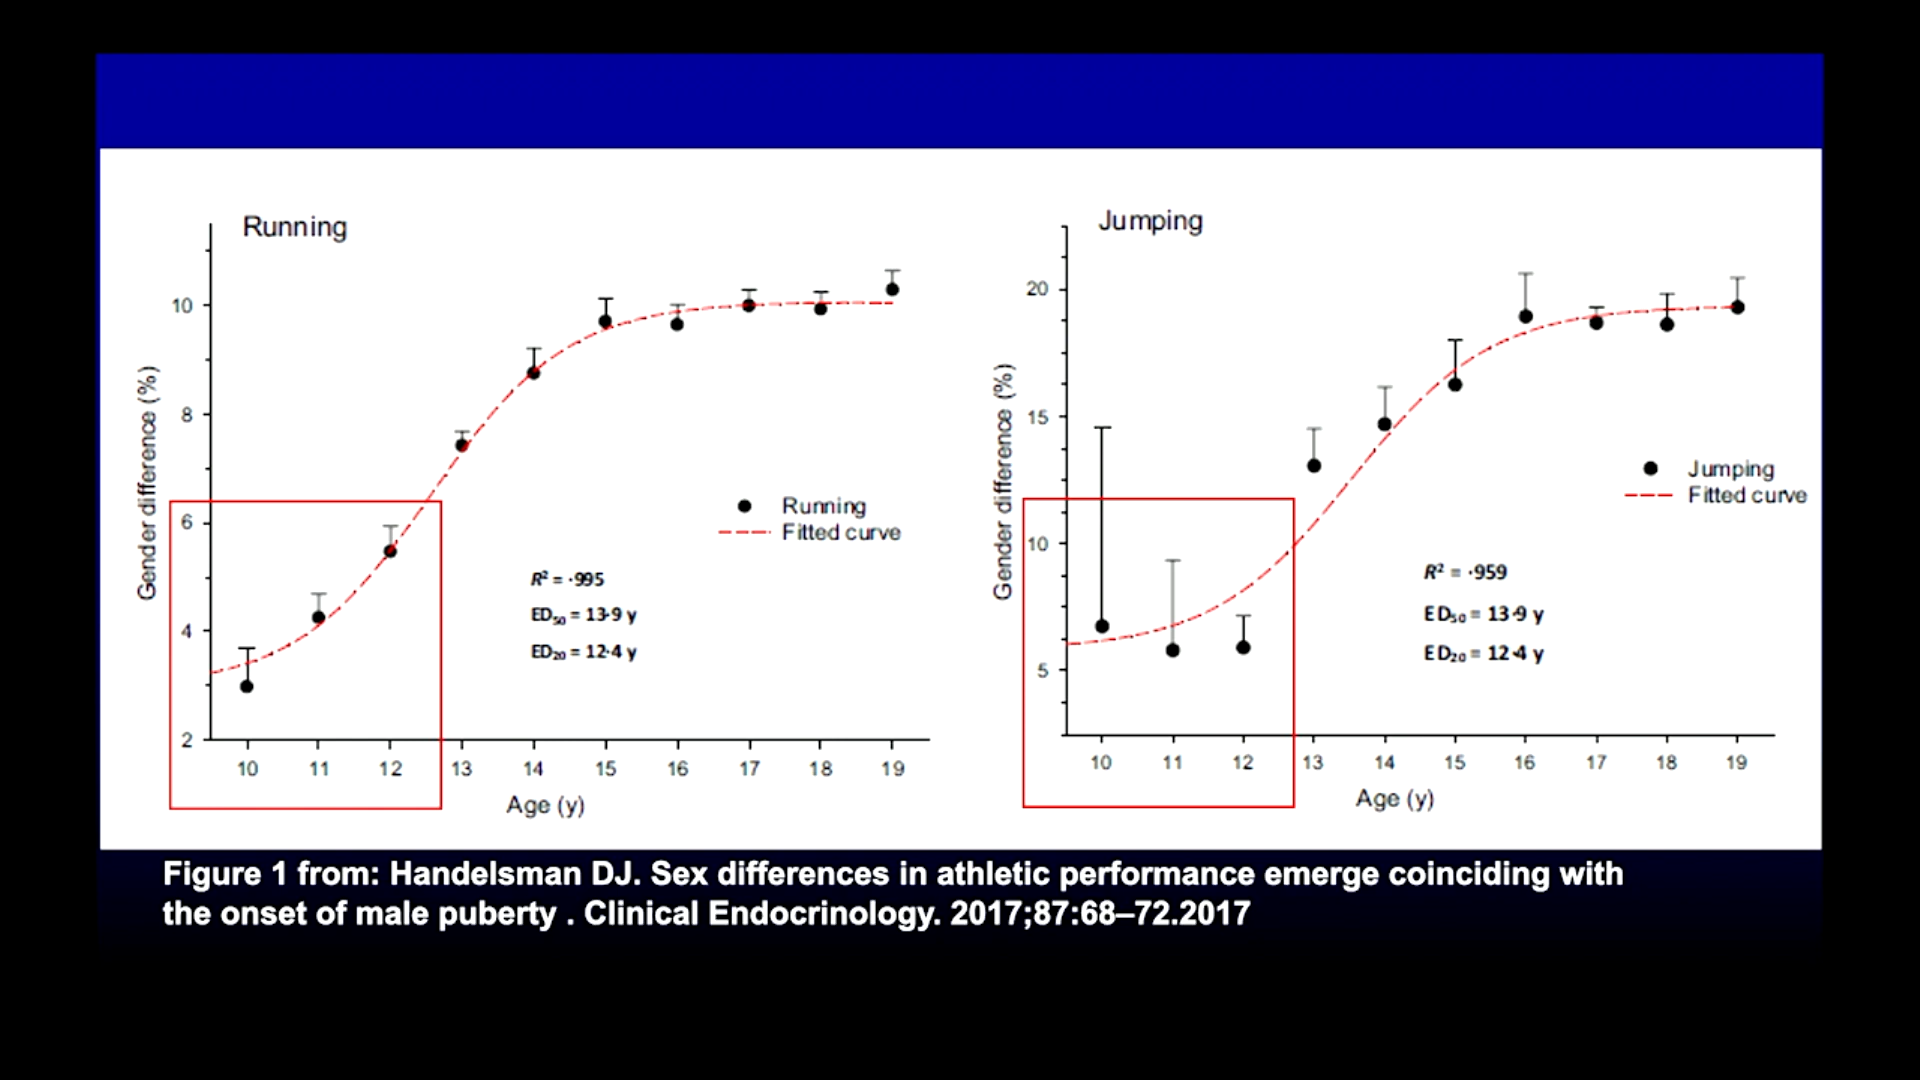 Running
Gender difference (%)
10
8
6
4
2
10 11 12 13 14 15 16 17 18 19
Age (y)
Running
Fitted curve
R² = ·995
ED₅₀ = 13·9 y
ED₂₀ = 12·4 y
Jumping
Gender difference (%)
20
15
10
5
10 11 12 13 14 15 16 17 18 19
Age (y)
Jumping
Fitted curve
R² = ·959
ED₅₀ = 13·9 y
ED₂₀ = 12·4 y
Figure 1 from: Handelsman DJ. Sex differences in athletic performance emerge coinciding with
the onset of male puberty . Clinical Endocrinology. 2017;87:68–72.2017